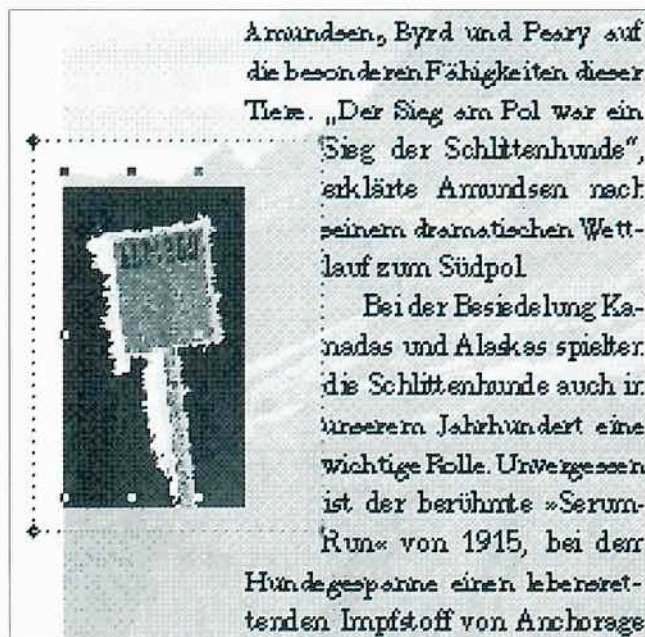 Amundsen, Byrd und Peary auf
die besonderen Fähigkeiten dieser
Tiere. „Der Sieg am Pol war ein
Sieg der Schlittenhunde“,
erklärte Amundsen nach
seinem dramatischen Wett-
lauf zum Südpol.
Bei der Besiedelung Ka-
nadas und Alaskas spielten
die Schlittenhunde auch in
unserem Jahrhundert eine
wichtige Rolle. Unvergessen
ist der berühmte »Serum-
Run« von 1915, bei dem
Hundegespanne einen lebensret-
tenden Impfstoff von Anchorage